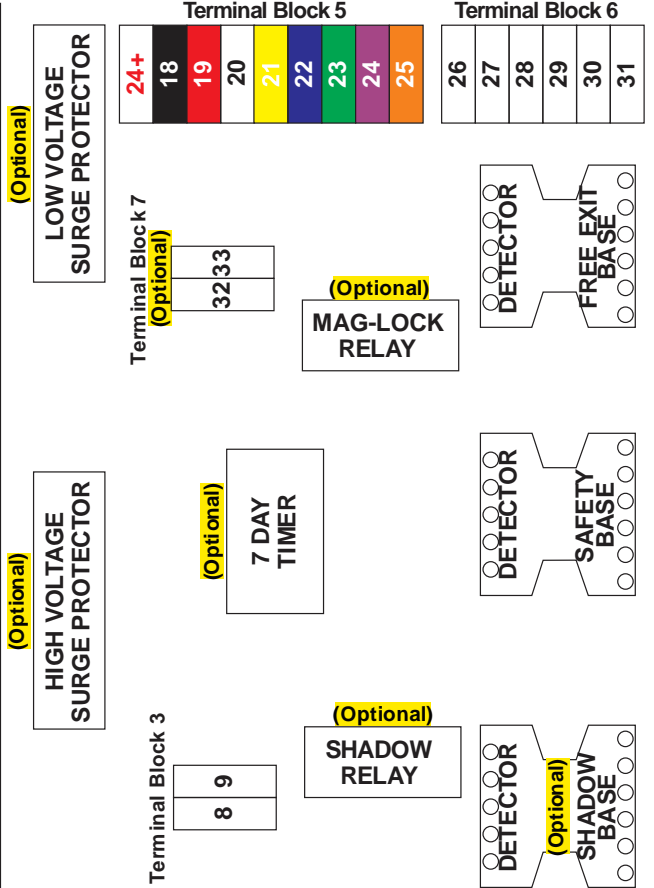 Terminal Block 5
24+
18
19
20
21
22
23
24
25
Terminal Block 6
26
27
28
29
30
31
(Optional)
LOW VOLTAGE
SURGE PROTECTOR
Terminal Block 7
(Optional)
32
33
(Optional)
MAG-LOCK
RELAY
DETECTOR
FREE EXIT
BASE
(Optional)
HIGH VOLTAGE
SURGE PROTECTOR
(Optional)
7 DAY
TIMER
DETECTOR
SAFETY
BASE
Terminal Block 3
8
9
(Optional)
SHADOW
RELAY
DETECTOR
(Optional)
SHADOW
BASE